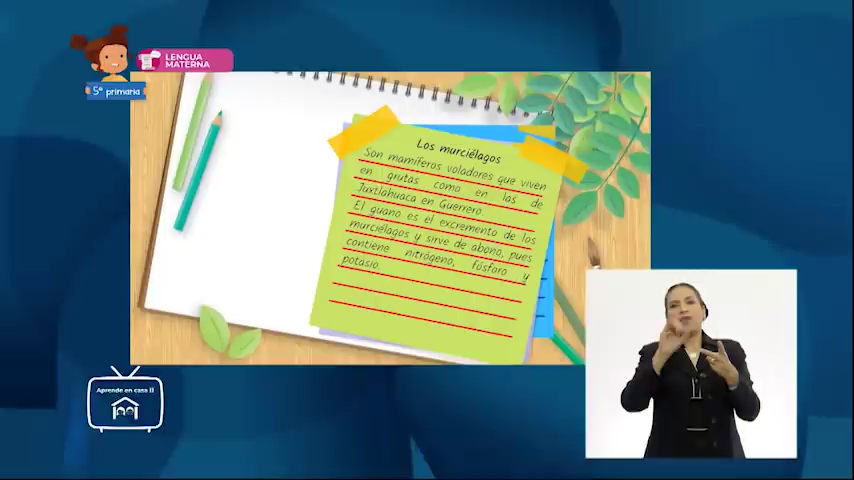 LENGUA
MATERNA
5° primaria
Los murciélagos
Son mamíferos voladores que viven
en grutas como en las de
Juxtlahuaca en Guerrero.
El guano es el excremento de los
murciélagos y sirve de abono, pues
contiene nitrógeno, fósforo y
potasio.
Aprende en casa II